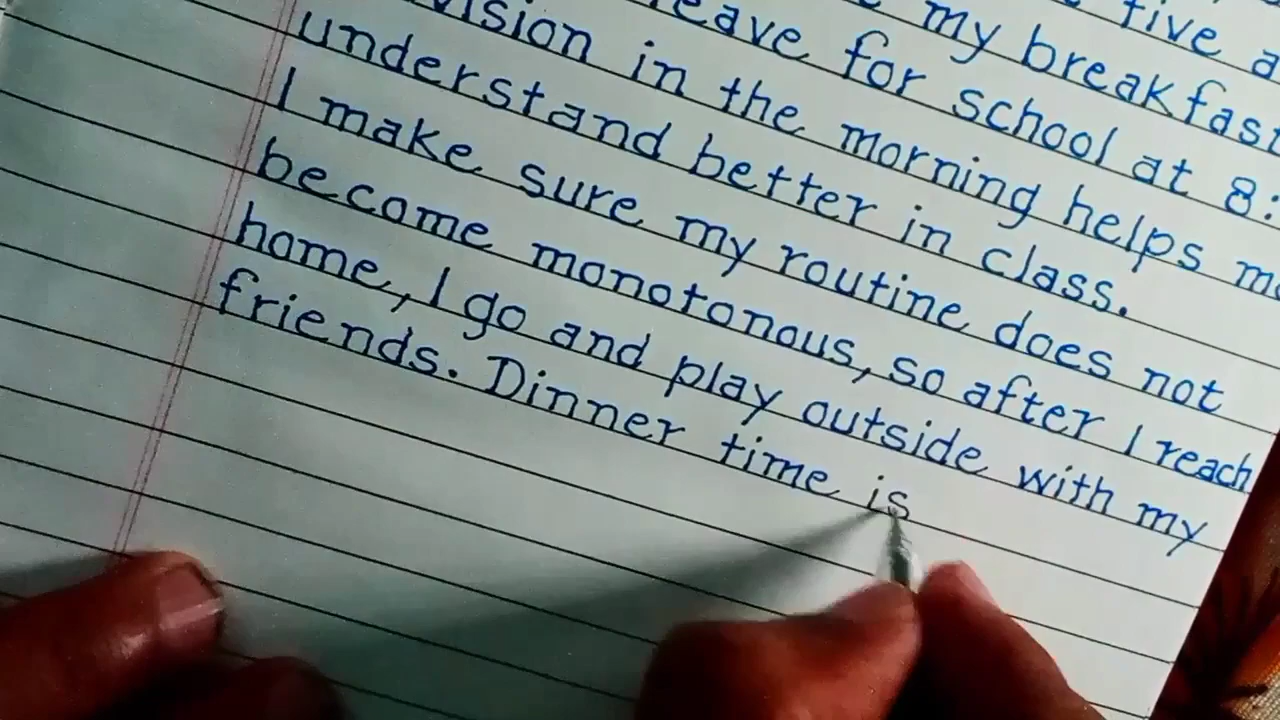 five
my breakfast
leave for school at 8:
vision in the morning helps me
understand better in class.
I make sure my routine does not
become monotonous, so after I reach
home, I go and play outside with my
friends. Dinner time is